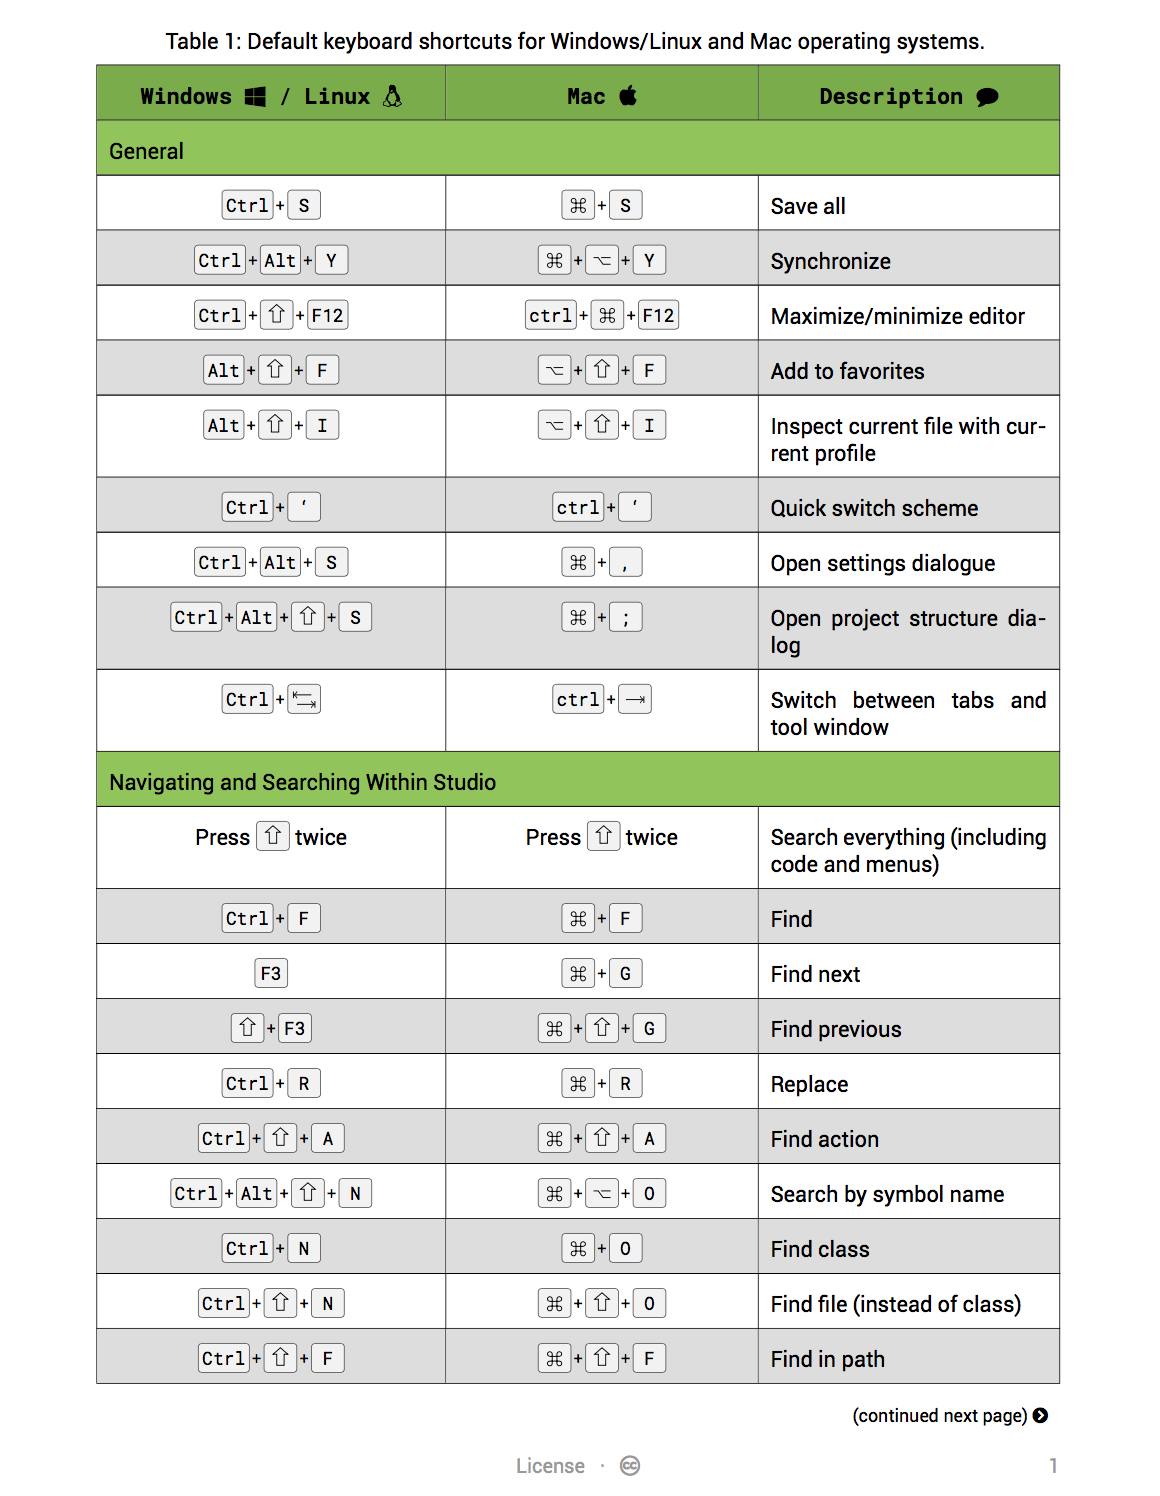 Table 1: Default keyboard shortcuts for Windows/Linux and Mac operating systems.
Windows / Linux Mac Description
General
Ctrl + S ⌘ + S Save all
Ctrl + Alt + Y ⌘ + ⌥ + Y Synchronize
Ctrl + ⇧ + F12 ctrl + ⌘ + F12 Maximize/minimize editor
Alt + ⇧ + F ⌥ + ⇧ + F Add to favorites
Alt + ⇧ + I ⌥ + ⇧ + I Inspect current file with cur-
rent profile
Ctrl + ‘ ctrl + ‘ Quick switch scheme
Ctrl + Alt + S ⌘ + , Open settings dialogue
Ctrl + Alt + ⇧ + S ⌘ + ; Open project structure dia-
log
Ctrl + ↹ ctrl + ⇥ Switch between tabs and
tool window
Navigating and Searching Within Studio
Press ⇧ twice Press ⇧ twice Search everything (including
code and menus)
Ctrl + F ⌘ + F Find
F3 ⌘ + G Find next
⇧ + F3 ⌘ + ⇧ + G Find previous
Ctrl + R ⌘ + R Replace
Ctrl + ⇧ + A ⌘ + ⇧ + A Find action
Ctrl + Alt + ⇧ + N ⌘ + ⌥ + O Search by symbol name
Ctrl + N ⌘ + O Find class
Ctrl + ⇧ + N ⌘ + ⇧ + O Find file (instead of class)
Ctrl + ⇧ + F ⌘ + ⇧ + F Find in path
(continued next page)
License · cc 1